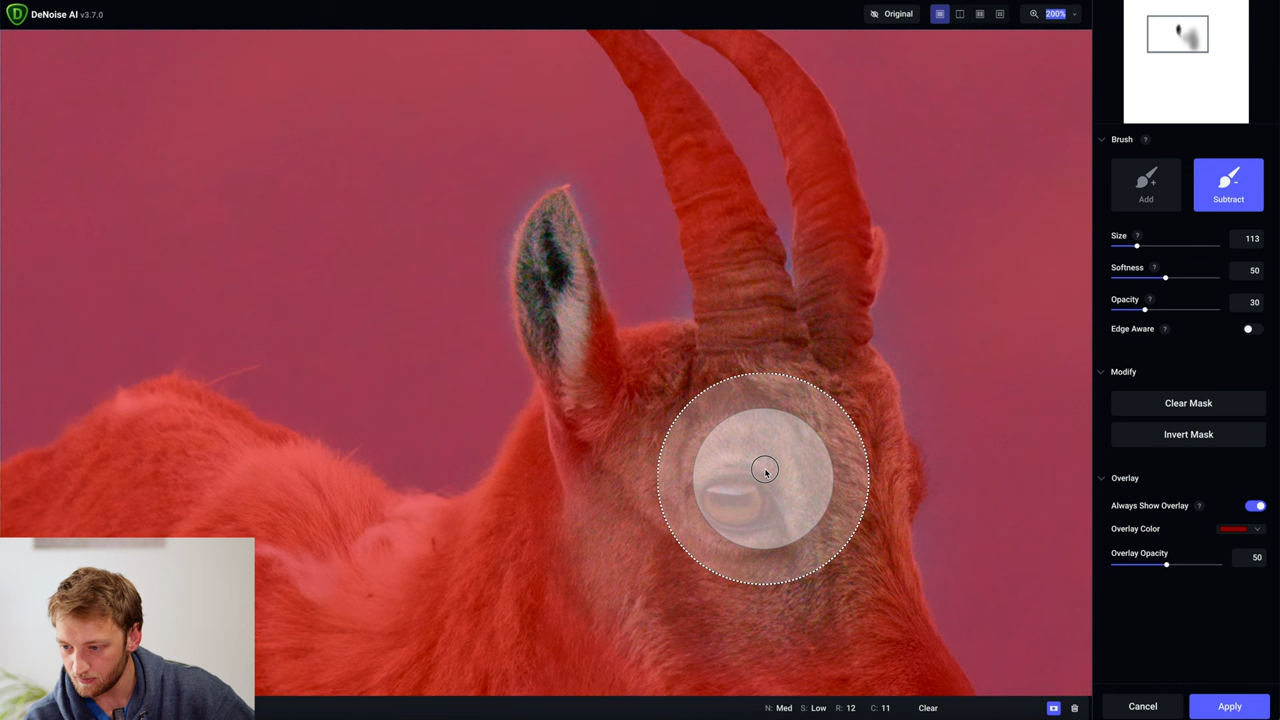 DeNoise AI v3.7.0
Original
200%
Brush ?
Add
Subtract
Size ?
113
Softness ?
50
Opacity ?
30
Edge Aware ?
Modify
Clear Mask
Invert Mask
Overlay
Always Show Overlay ?
Overlay Color
Overlay Opacity
50
N: Med S: Low R: 12 C: 11 Clear
Cancel
Apply